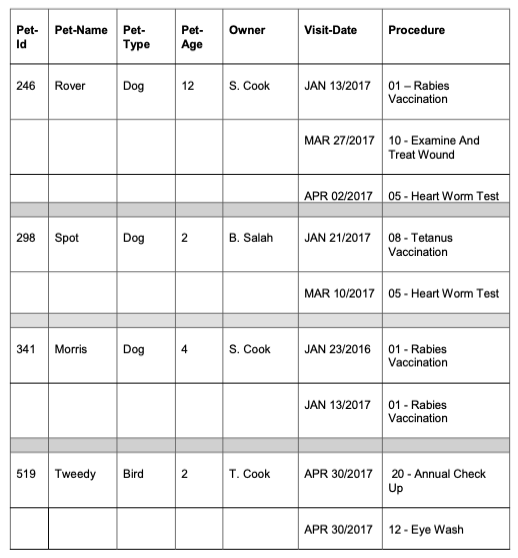 Pet-Id Pet-Name Pet-Type Pet-Age Owner Visit-Date Procedure
246 Rover Dog 12 S. Cook JAN 13/2017 01 – Rabies Vaccination
MAR 27/2017 10 - Examine And Treat Wound
APR 02/2017 05 - Heart Worm Test
298 Spot Dog 2 B. Salah JAN 21/2017 08 - Tetanus Vaccination
MAR 10/2017 05 - Heart Worm Test
341 Morris Dog 4 S. Cook JAN 23/2016 01 - Rabies Vaccination
JAN 13/2017 01 - Rabies Vaccination
519 Tweedy Bird 2 T. Cook APR 30/2017 20 - Annual Check Up
APR 30/2017 12 - Eye Wash